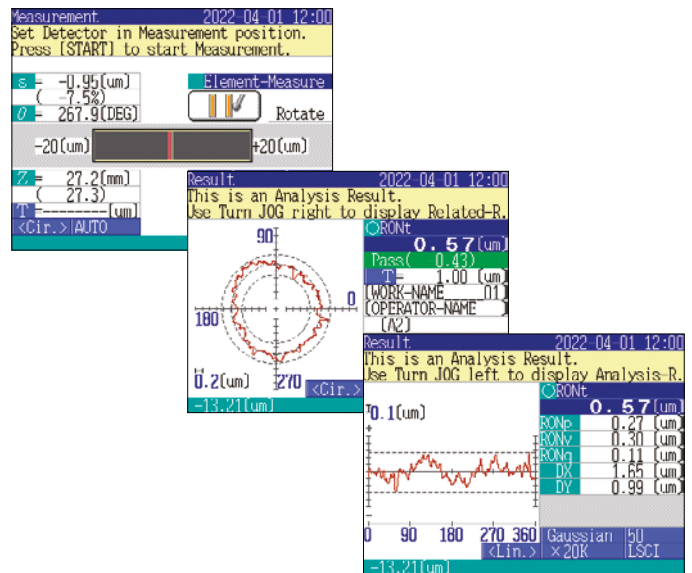 Measurement 2022-04-01 12:00
Set Detector in Measurement position.
Press [START] to start Measurement.
s = -0.95[um]
( -7.5%)
θ = 267.9[DEG]
Element-Measure
Rotate
-20[um] +20[um]
Z = 27.2[mm]
( 27.3)
T =--------[um]
<Cir.> AUTO
Result 2022-04-01 12:00
This is an Analysis Result.
Use Turn JOG right to display Related-R.
90
0
180
270
0.2[um]
<Cir.>
-13.21[um]
○RONt
0.57[um]
Pass( -0.43)
T = 1.00 [um]
[WORK-NAME 01]
[OPERATOR-NAME ]
[A2]
Result 2022-04-01 12:00
This is an Analysis Result.
Use Turn JOG left to display Analysis-R.
0.1[um]
+
-
0 90 180 270 360
<Lin.>
○RONt
0.57[um]
RONp 0.27 [um]
RONv 0.30 [um]
RONq 0.11 [um]
DX 1.65 [um]
DY 0.99 [um]
Gaussian 50
×20K LSCI
-13.21[um]